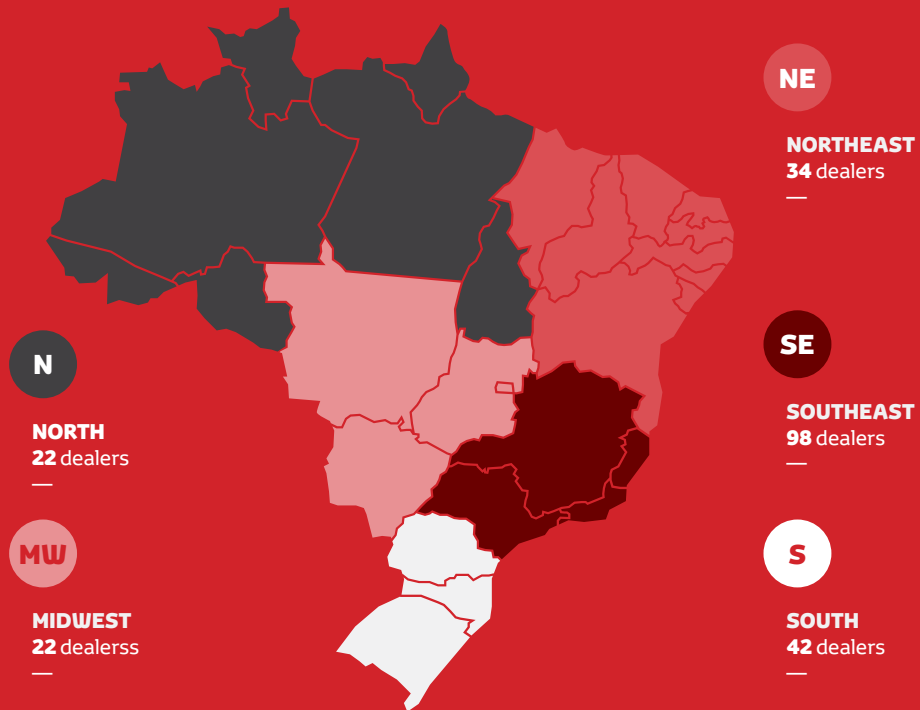 NE
NORTHEAST
34 dealers
SE
SOUTHEAST
98 dealers
N
NORTH
22 dealers
MW
MIDWEST
22 dealerss
S
SOUTH
42 dealers